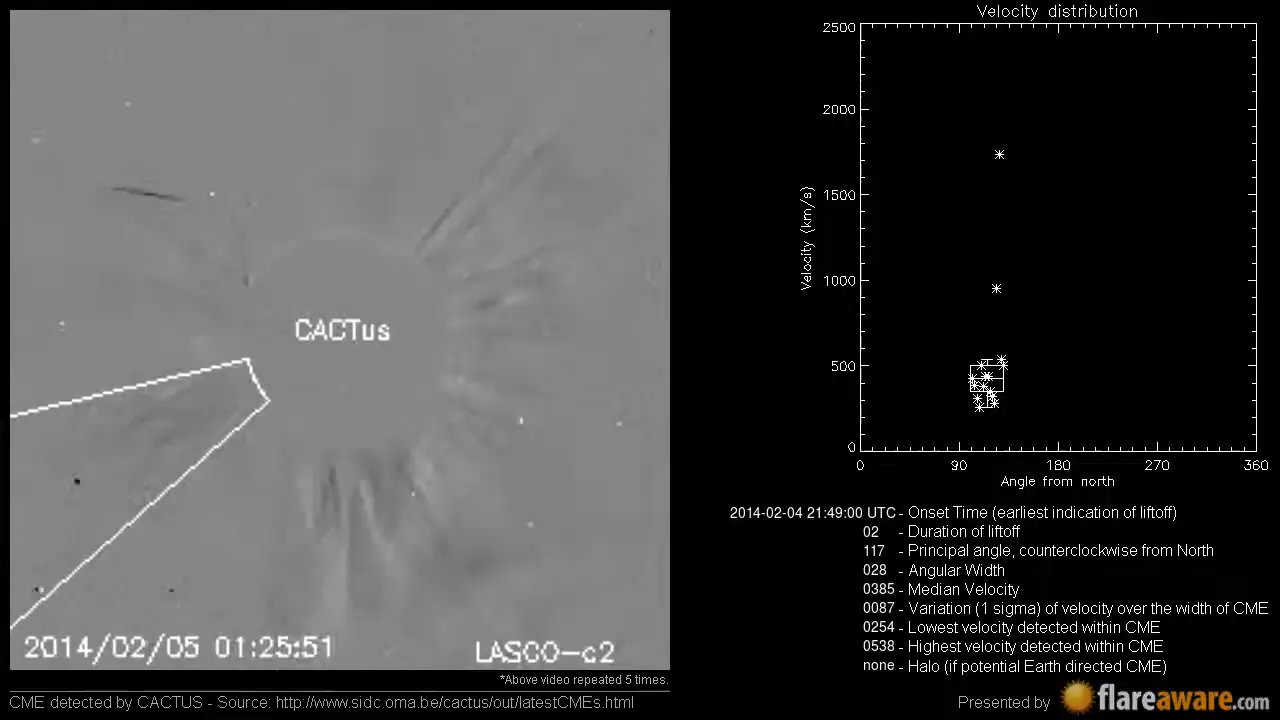 CACTus
2014/02/05 01:25:51
LASCO-c2
*Above video repeated 5 times.
CME detected by CACTUS - Source: http://www.sidc.oma.be/cactus/out/latestCMEs.html
Velocity distribution
2500
2000
1500
1000
500
0
Velocity (km/s)
0 90 180 270 360
Angle from north
2014-02-04 21:49:00 UTC - Onset Time (earliest indication of liftoff)
02 - Duration of liftoff
117 - Principal angle, counterclockwise from North
028 - Angular Width
0385 - Median Velocity
0087 - Variation (1 sigma) of velocity over the width of CME
0254 - Lowest velocity detected within CME
0538 - Highest velocity detected within CME
none - Halo (if potential Earth directed CME)
Presented by flareaware.com